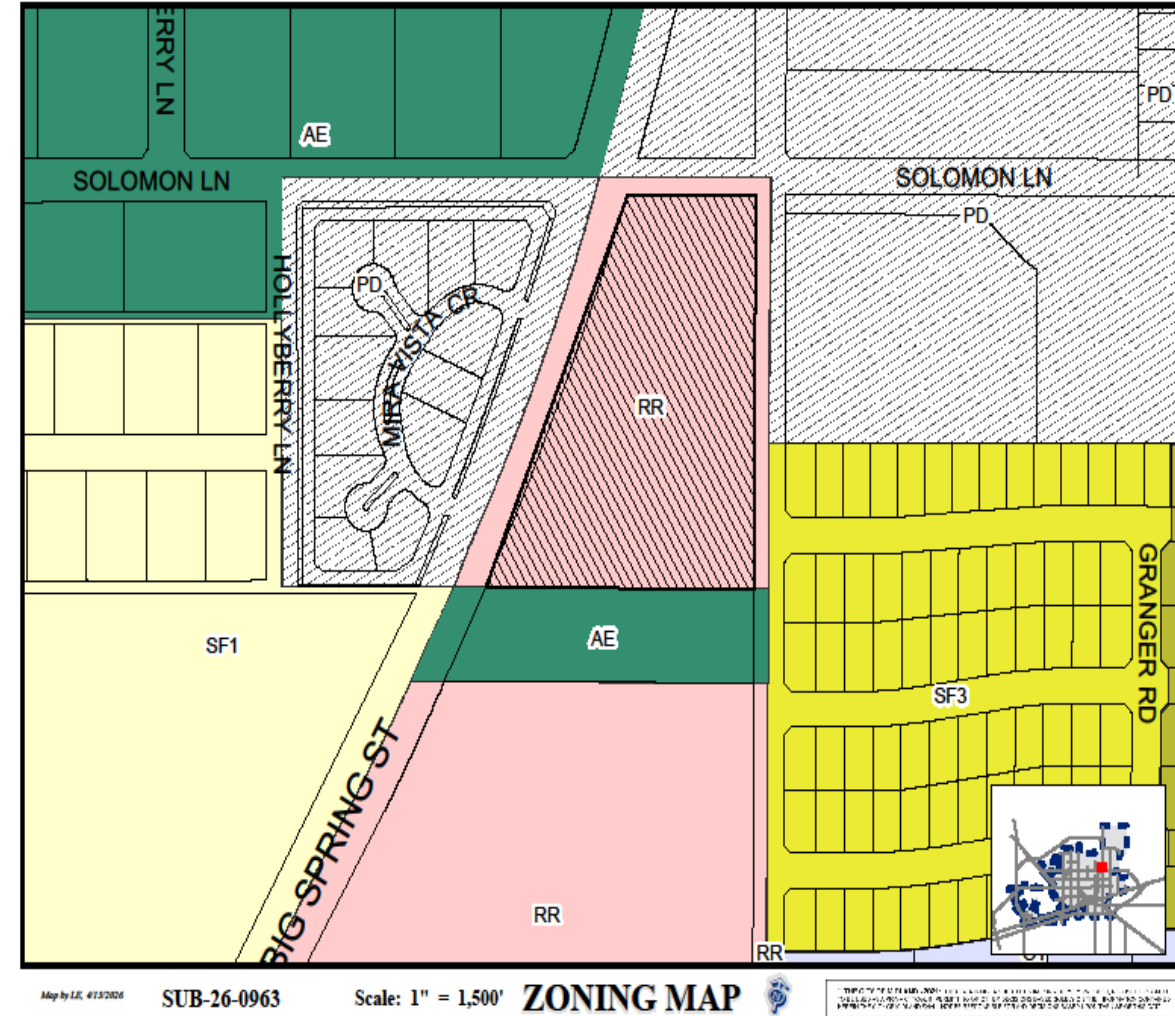 ERRY LN
PD
AE
SOLOMON LN
SOLOMON LN
PD
HOLLYBERRY LN
PD
MIRA VISTA CR
RR
GRANGER RD
SF1
AE
SF3
BIG SPRING ST
RR
RR
Map by LE, 4/13/2026
SUB-26-0963
Scale: 1" = 1,500'
ZONING MAP